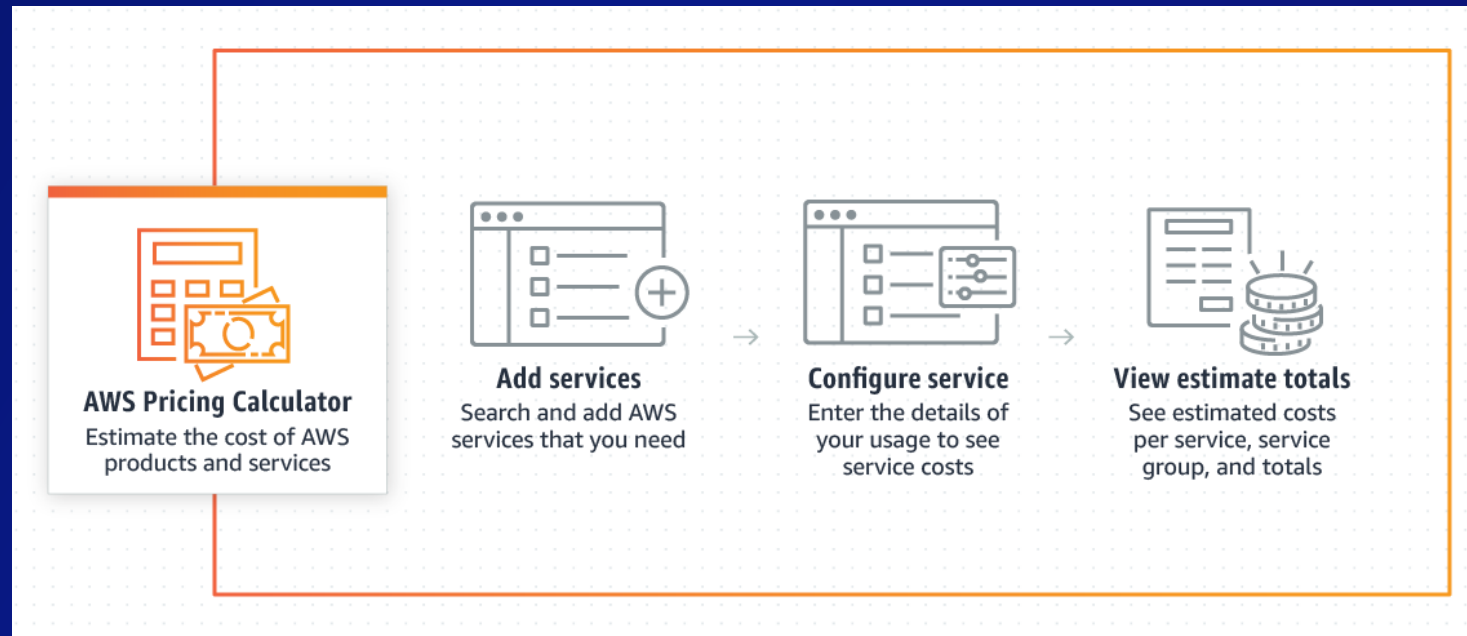 AWS Pricing Calculator
Estimate the cost of AWS
products and services
Add services
Search and add AWS
services that you need
Configure service
Enter the details of
your usage to see
service costs
View estimate totals
See estimated costs
per service, service
group, and totals